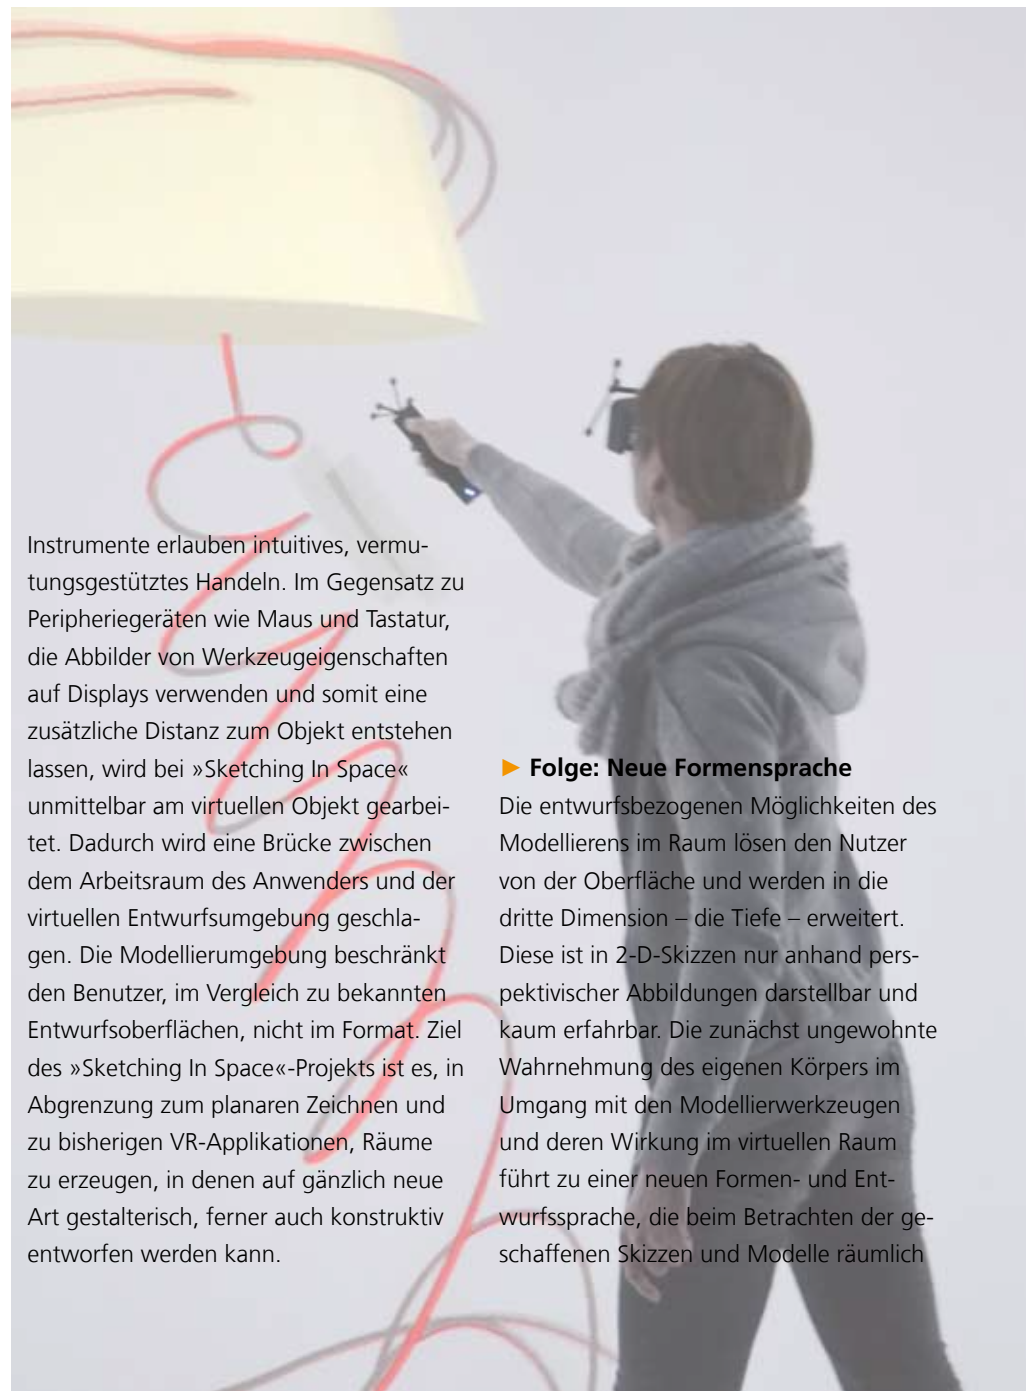 Instrumente erlauben intuitives, vermu-
tungsgestütztes Handeln. Im Gegensatz zu
Peripheriegeräten wie Maus und Tastatur,
die Abbilder von Werkzeugeigenschaften
auf Displays verwenden und somit eine
zusätzliche Distanz zum Objekt entstehen
lassen, wird bei »Sketching In Space«
unmittelbar am virtuellen Objekt gearbei-
tet. Dadurch wird eine Brücke zwischen
dem Arbeitsraum des Anwenders und der
virtuellen Entwurfsumgebung geschla-
gen. Die Modellierumgebung beschränkt
den Benutzer, im Vergleich zu bekannten
Entwurfsoberflächen, nicht im Format. Ziel
des »Sketching In Space«-Projekts ist es, in
Abgrenzung zum planaren Zeichnen und
zu bisherigen VR-Applikationen, Räume
zu erzeugen, in denen auf gänzlich neue
Art gestalterisch, ferner auch konstruktiv
entworfen werden kann.
► Folge: Neue Formensprache
Die entwurfsbezogenen Möglichkeiten des
Modellierens im Raum lösen den Nutzer
von der Oberfläche und werden in die
dritte Dimension – die Tiefe – erweitert.
Diese ist in 2-D-Skizzen nur anhand pers-
pektivischer Abbildungen darstellbar und
kaum erfahrbar. Die zunächst ungewohnte
Wahrnehmung des eigenen Körpers im
Umgang mit den Modellierwerkzeugen
und deren Wirkung im virtuellen Raum
führt zu einer neuen Formen- und Ent-
wurfssprache, die beim Betrachten der ge-
schaffenen Skizzen und Modelle räumlich